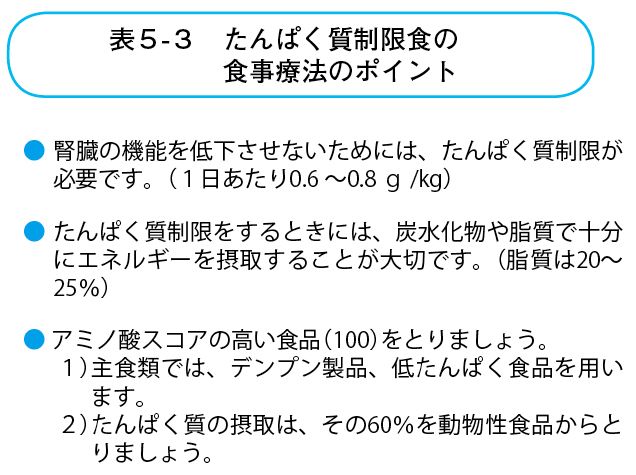 表５-３　たんぱく質制限食の
食事療法のポイント
● 腎臓の機能を低下させないためには、たんぱく質制限が
必要です。（１日あたり0.6～0.8 ｇ/kg）
● たんぱく質制限をするときには、炭水化物や脂質で十分
にエネルギーを摂取することが大切です。（脂質は20～
25％）
● アミノ酸スコアの高い食品（100）をとりましょう。
１）主食類では、デンプン製品、低たんぱく食品を用い
ます。
２）たんぱく質の摂取は、その60％を動物性食品からと
りましょう。